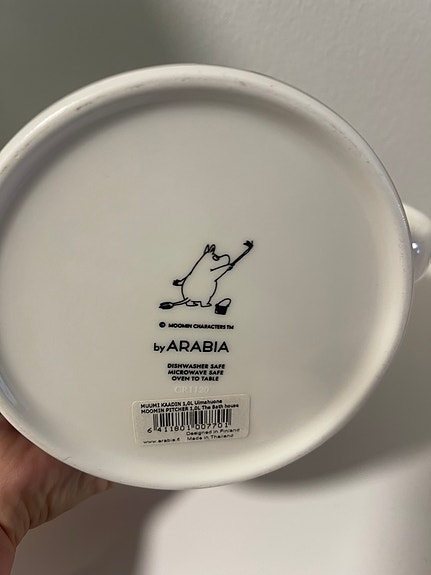 © MOOMIN CHARACTERS™
by ARABIA
DISHWASHER SAFE
MICROWAVE SAFE
OVEN TO TABLE
CRT120
MUUMI KAADIN 1,0L Uimahuone
MOOMIN PITCHER 1,0L The Bath house
6 411801 007701
Designed in Finland
www.arabia.fi Made in Thailand